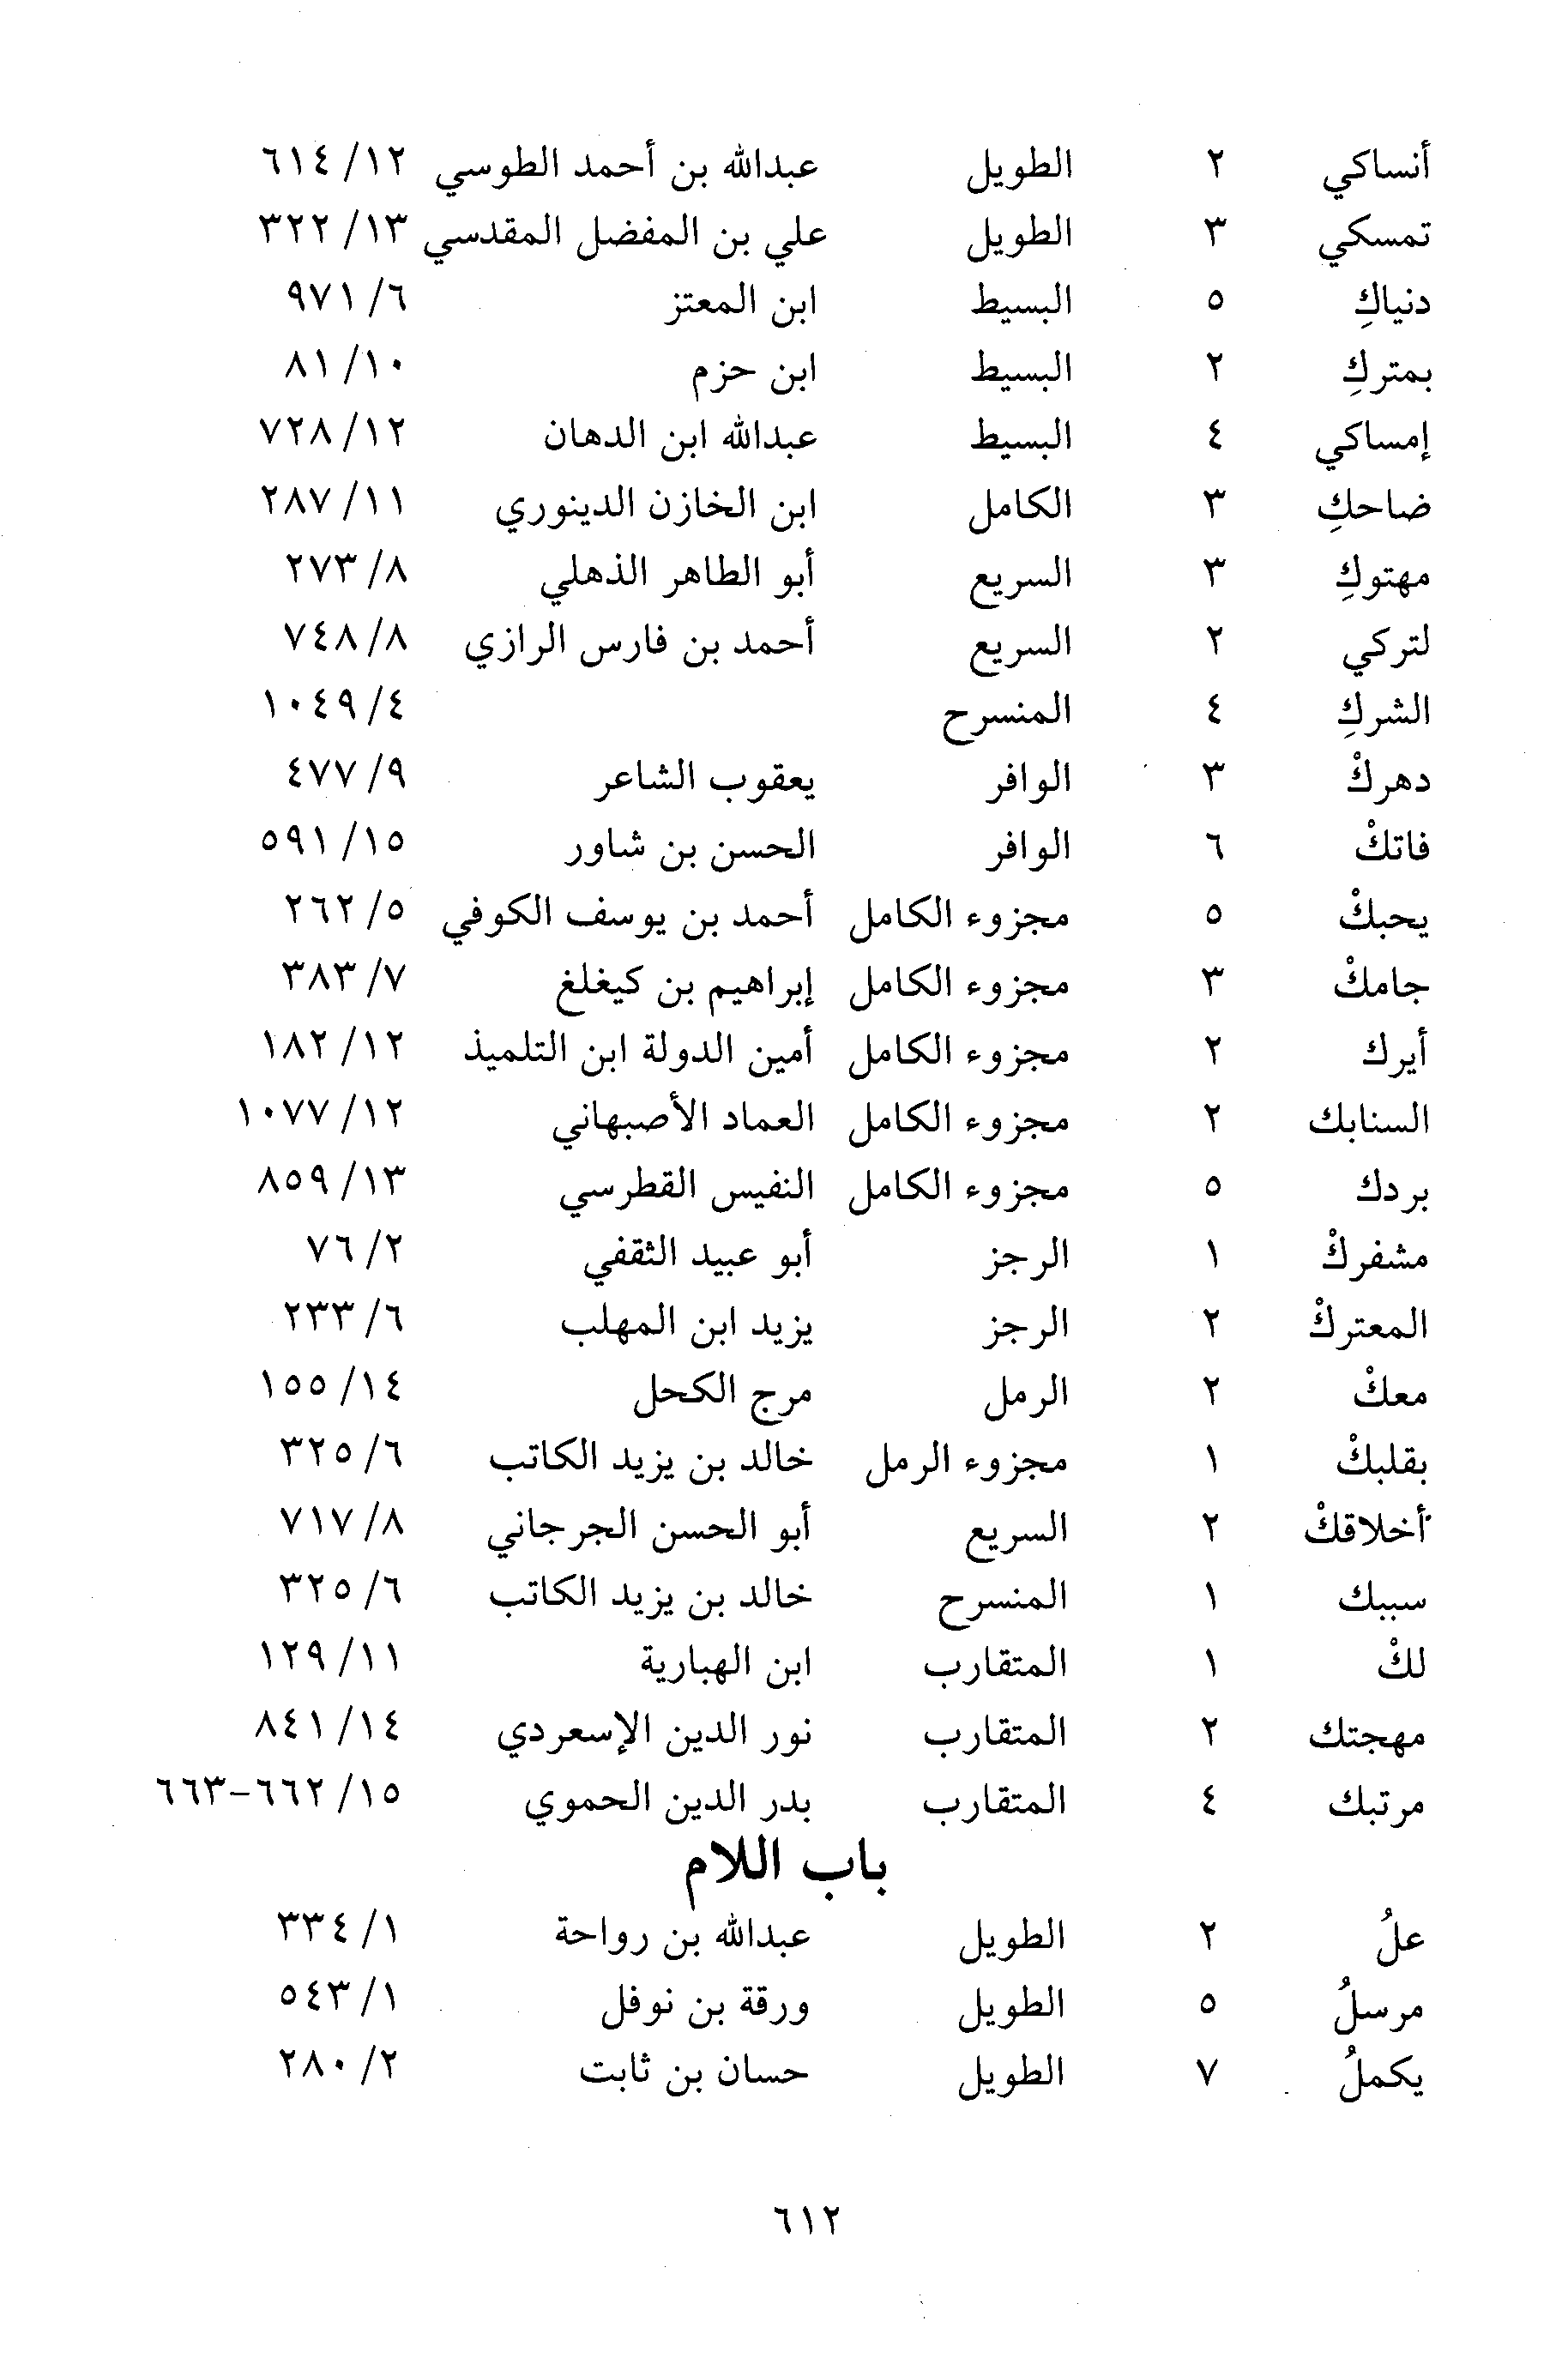 أنساكي ٢ الطويل عبدالله بن أحمد الطوسي ١٢/ ٦١٤
تمسكي ٣ الطويل علي بن المفضل المقدسي ١٣/ ٣٢٢
دنياكِ ٥ البسيط ابن المعتز ٦/ ٩٧١
بمتركِ ٢ البسيط ابن حزم ١٠/ ٨١
إمساكي ٤ البسيط عبدالله ابن الدهان ١٢/ ٧٢٨
ضاحكِ ٣ الكامل ابن الخازن الدينوري ١١/ ٢٨٧
مهتوكِ ٣ السريع أبو الطاهر الذهلي ٨/ ٢٧٣
لتركي ٢ السريع أحمد بن فارس الرازي ٨/ ٧٤٨
الشركِ ٤ المنسرح ٤/ ١٠٤٩
دهركْ ٣ الوافر يعقوب الشاعر ٩/ ٤٧٧
فاتكْ ٦ الوافر الحسن بن شاور ١٥/ ٥٩١
يحبكْ ٥ مجزوء الكامل أحمد بن يوسف الكوفي ٥/ ٢٦٢
جامكْ ٣ مجزوء الكامل إبراهيم بن كيغلغ ٧/ ٣٨٣
أيرك ٢ مجزوء الكامل أمين الدولة ابن التلميذ ١٢/ ١٨٢
السنابك ٢ مجزوء الكامل العماد الأصبهاني ١٢/ ١٠٧٧
بردك ٥ مجزوء الكامل النفيس القطرسي ١٣/ ٨٥٩
مشفركْ ١ الرجز أبو عبيد الثقفي ٢/ ٧٦
المعتركْ ٢ الرجز يزيد ابن المهلب ٦/ ٢٣٣
معكْ ٢ الرمل مرج الكحل ١٤/ ١٥٥
بقلبكْ ١ مجزوء الرمل خالد بن يزيد الكاتب ٦/ ٣٢٥
أخلاقكْ ٢ السريع أبو الحسن الجرجاني ٨/ ٧١٧
سببك ١ المنسرح خالد بن يزيد الكاتب ٦/ ٣٢٥
لكْ ١ المتقارب ابن الهبارية ١١/ ١٢٩
مهجتك ٢ المتقارب نور الدين الإسعردي ١٤/ ٨٤١
مرتبك ٤ المتقارب بدر الدين الحموي ١٥/ ٦٦٢-٦٦٣
باب اللام
علُ ٢ الطويل عبدالله بن رواحة ١/ ٣٣٤
مرسلُ ٥ الطويل ورقة بن نوفل ١/ ٥٤٣
يكملُ ٧ الطويل حسان بن ثابت ٢/ ٢٨٠
٦١٢